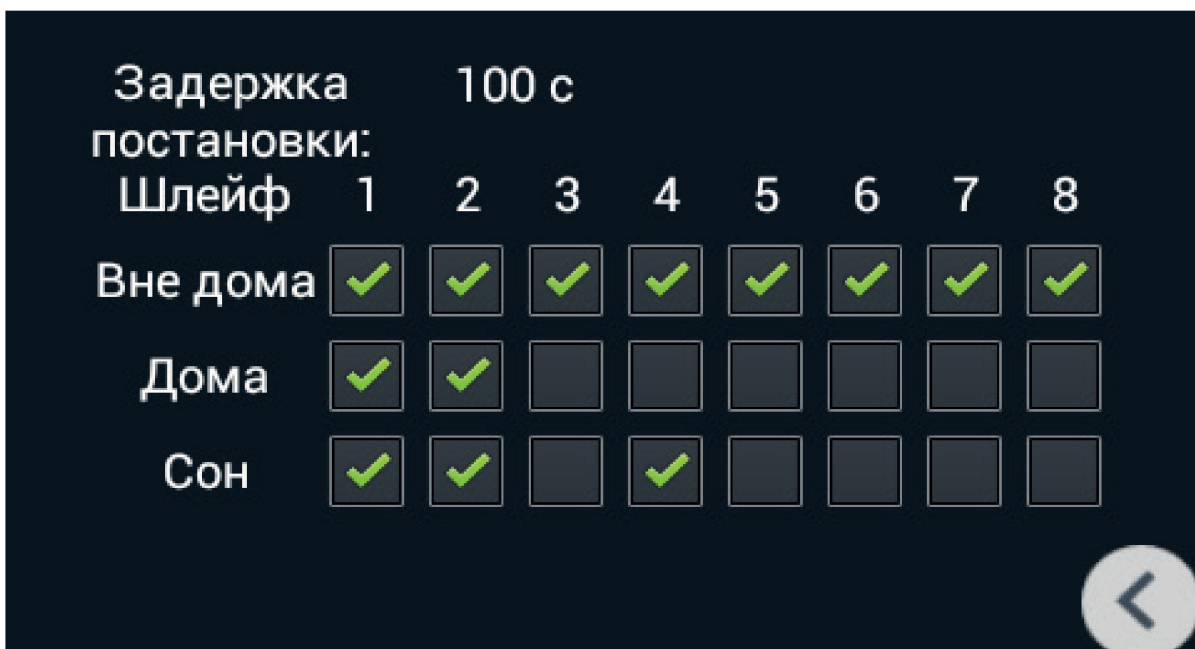 Задержка 100 с
постановки:
Шлейф 1 2 3 4 5 6 7 8
Вне дома
Дома
Сон